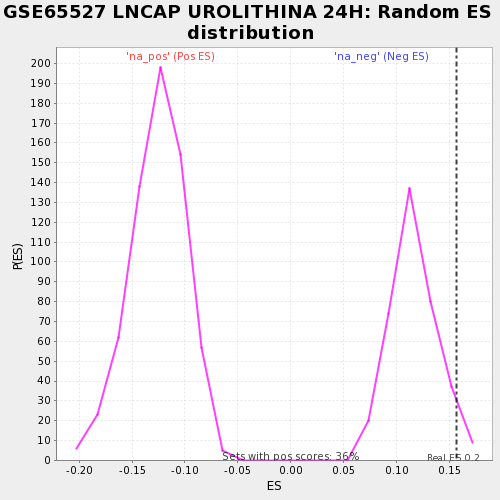 GSE65527 LNCAP UROLITHINA 24H: Random ES
distribution
'na_pos' (Pos ES)
'na_neg' (Neg ES)
200
190
180
170
160
150
140
130
120
110
100
90
80
70
60
50
40
30
20
10
0
P(ES)
Sets with pos scores: 36%
Real ES 0.2
-0.20 -0.15 -0.10 -0.05 0.00 0.05 0.10 0.15
ES